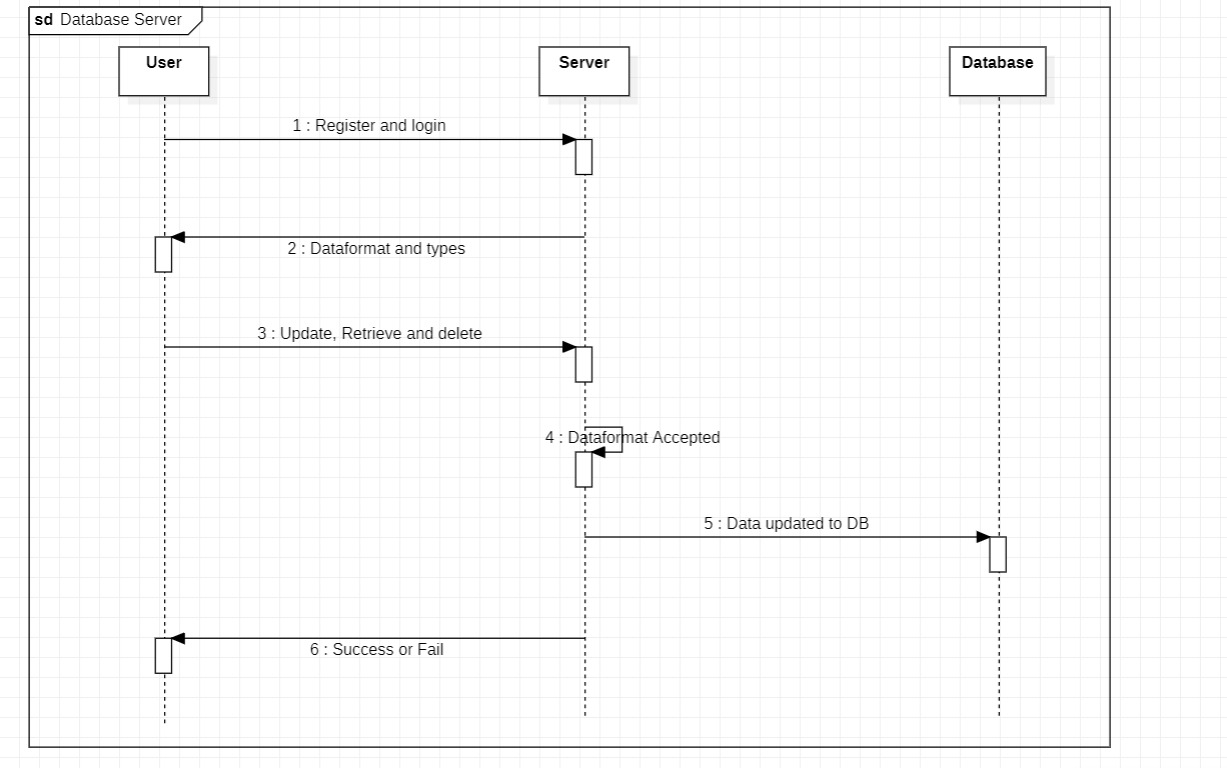 sd Database Server
User
Server
Database
1 : Register and login
2 : Dataformat and types
3 : Update, Retrieve and delete
4 : Dataformat Accepted
5 : Data updated to DB
6 : Success or Fail